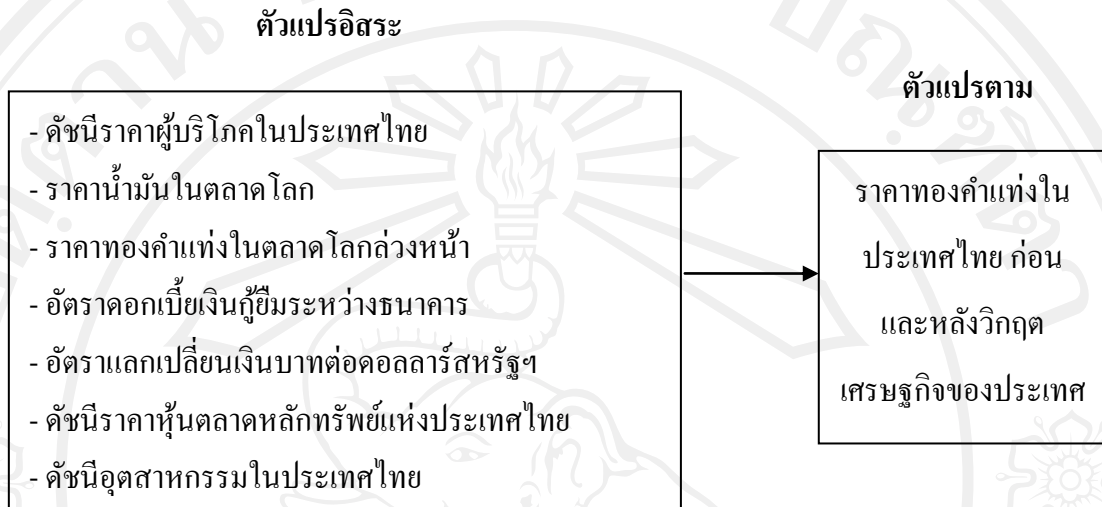 ตัวแปรอิสระ
- ดัชนีราคาผู้บริโภคในประเทศไทย
- ราคาน้ำมันในตลาดโลก
- ราคาทองคำแท่งในตลาดโลกล่วงหน้า
- อัตราดอกเบี้ยเงินกู้ยืมระหว่างธนาคาร
- อัตราแลกเปลี่ยนเงินบาทต่อดอลลาร์สหรัฐฯ
- ดัชนีราคาหุ้นตลาดหลักทรัพย์แห่งประเทศไทย
- ดัชนีอุตสาหกรรมในประเทศไทย
ตัวแปรตาม
ราคาทองคำแท่งใน
ประเทศไทย ก่อน
และหลังวิกฤต
เศรษฐกิจของประเทศ